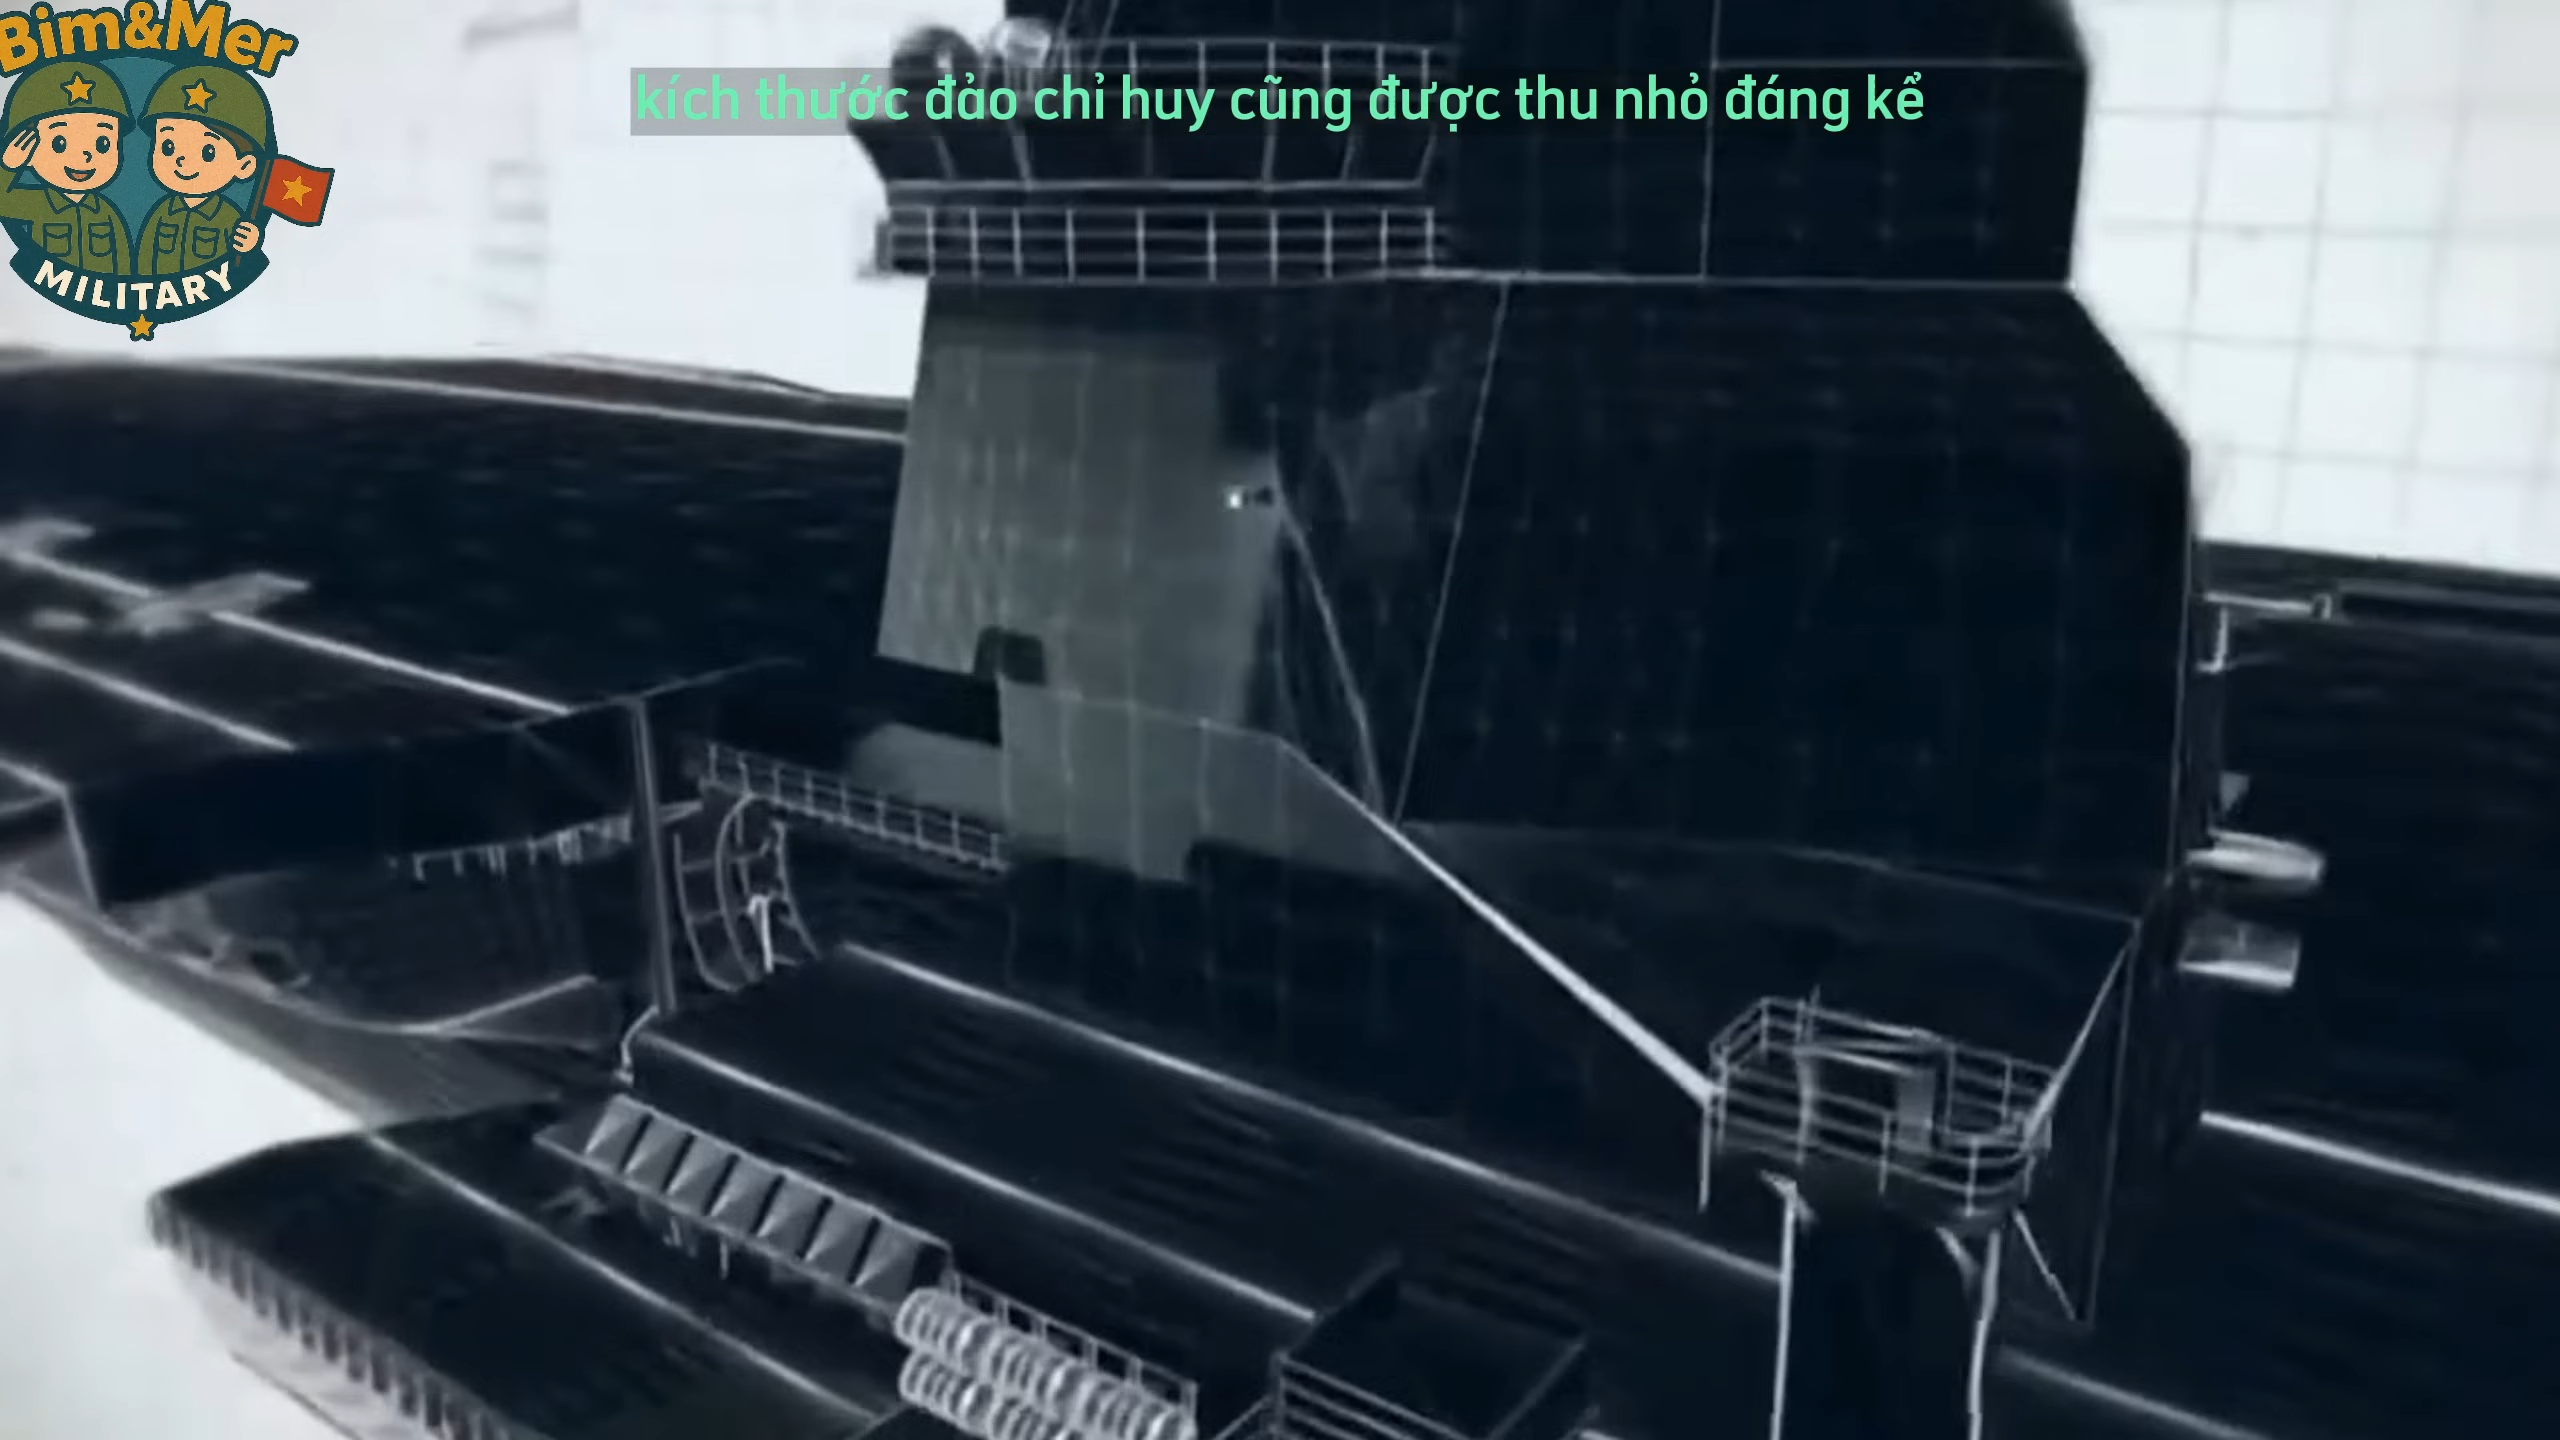 Bim&Mer
MILITARY
kích thước đảo chỉ huy cũng được thu nhỏ đáng kể